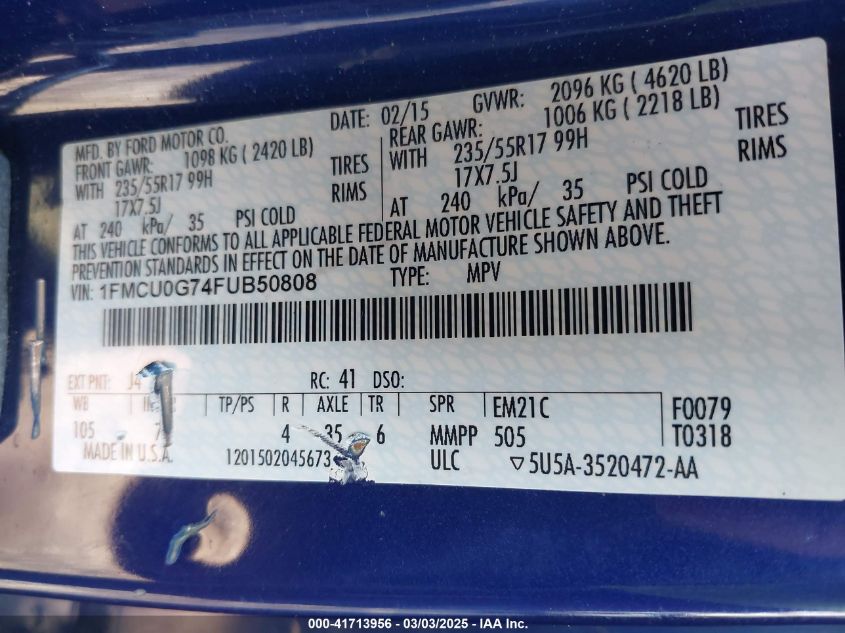 MFD. BY FORD MOTOR CO.
DATE: 02/15 GVWR: 2096 KG ( 4620 LB)
FRONT GAWR: 1098 KG ( 2420 LB)
REAR GAWR: 1006 KG ( 2218 LB)
WITH 235/55R17 99H TIRES
WITH 235/55R17 99H TIRES
17X7.5J RIMS
17X7.5J RIMS
AT 240 kPa/ 35 PSI COLD
AT 240 kPa/ 35 PSI COLD
THIS VEHICLE CONFORMS TO ALL APPLICABLE FEDERAL MOTOR VEHICLE SAFETY AND THEFT
PREVENTION STANDARDS IN EFFECT ON THE DATE OF MANUFACTURE SHOWN ABOVE.
VIN: 1FMCU0G74FUB50808 TYPE: MPV
EXT PNT: J4 RC: 41 DSO:
WB TP/PS R AXLE TR SPR EM21C F0079
105 4 35 6 MMPP 505 T0318
MADE IN U.S.A. 1201502045673 ULC ▽5U5A-3520472-AA
000-41713956 - 03/03/2025 - IAA Inc.